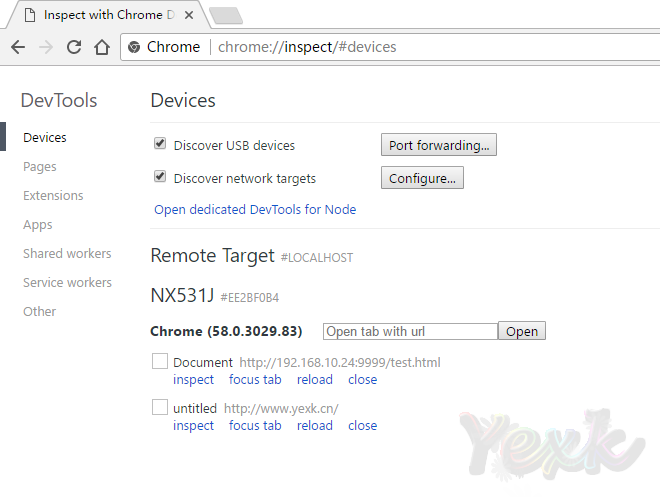 Inspect with Chrome D
Chrome chrome://inspect/#devices
DevTools
Devices
Pages
Extensions
Apps
Shared workers
Service workers
Other
Devices
Discover USB devices Port forwarding...
Discover network targets Configure...
Open dedicated DevTools for Node
Remote Target #LOCALHOST
NX531J #EE2BF0B4
Chrome (58.0.3029.83) Open tab with url Open
Document http://192.168.10.24:9999/test.html
inspect focus tab reload close
untitled http://www.yexk.cn/
inspect focus tab reload close
Yexk